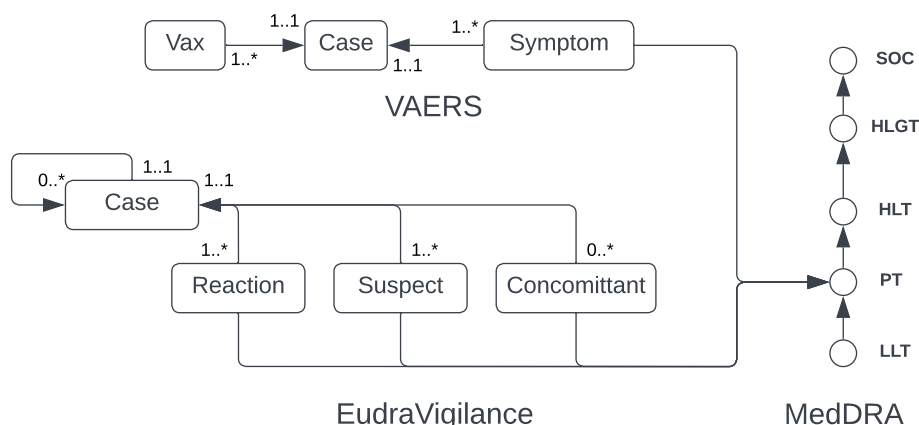 1..1
1..*
SOC
Vax
Case
Symptom
1..*
1..1
VAERS
HLGT
1..1
0..*
1..1
Case
HLT
1..*
1..*
0..*
Reaction
Suspect
Concomittant
PT
LLT
EudraVigilance
MedDRA